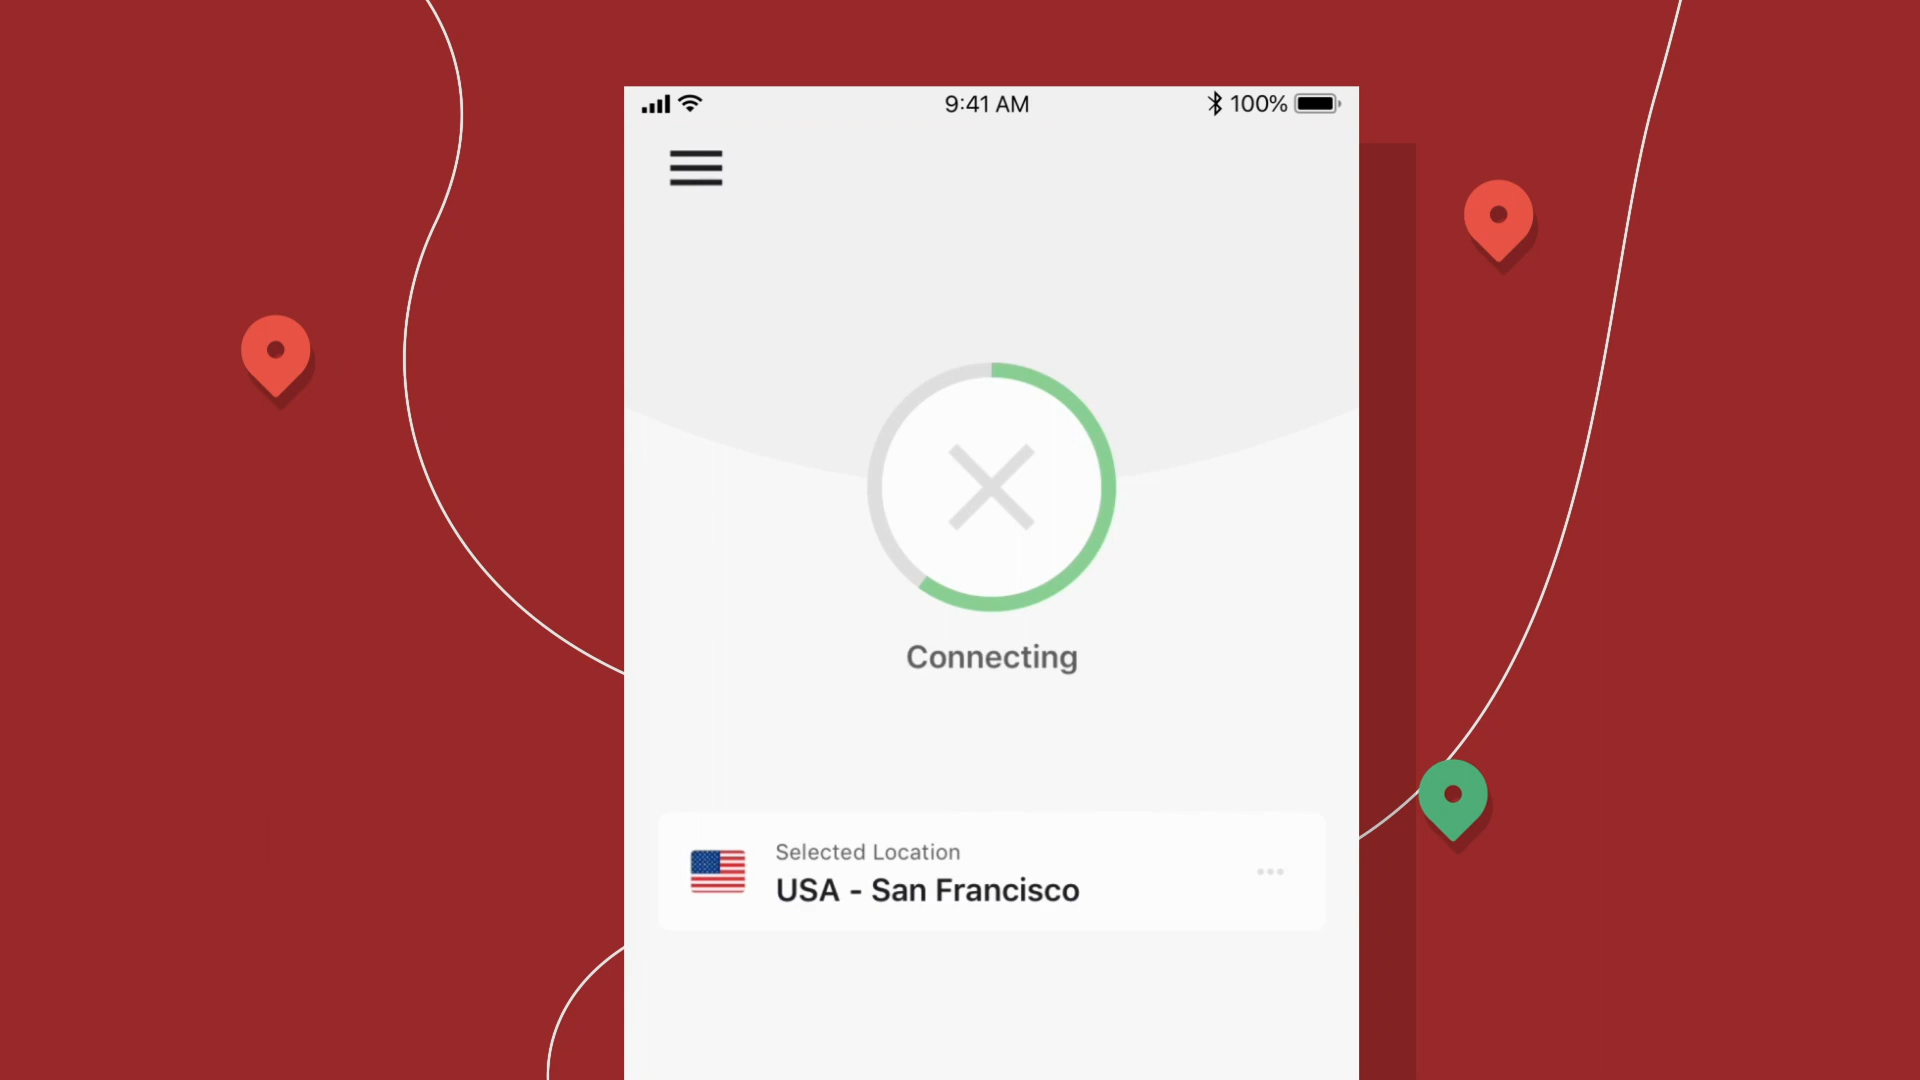 9:41 AM
100%
Connecting
Selected Location
USA - San Francisco